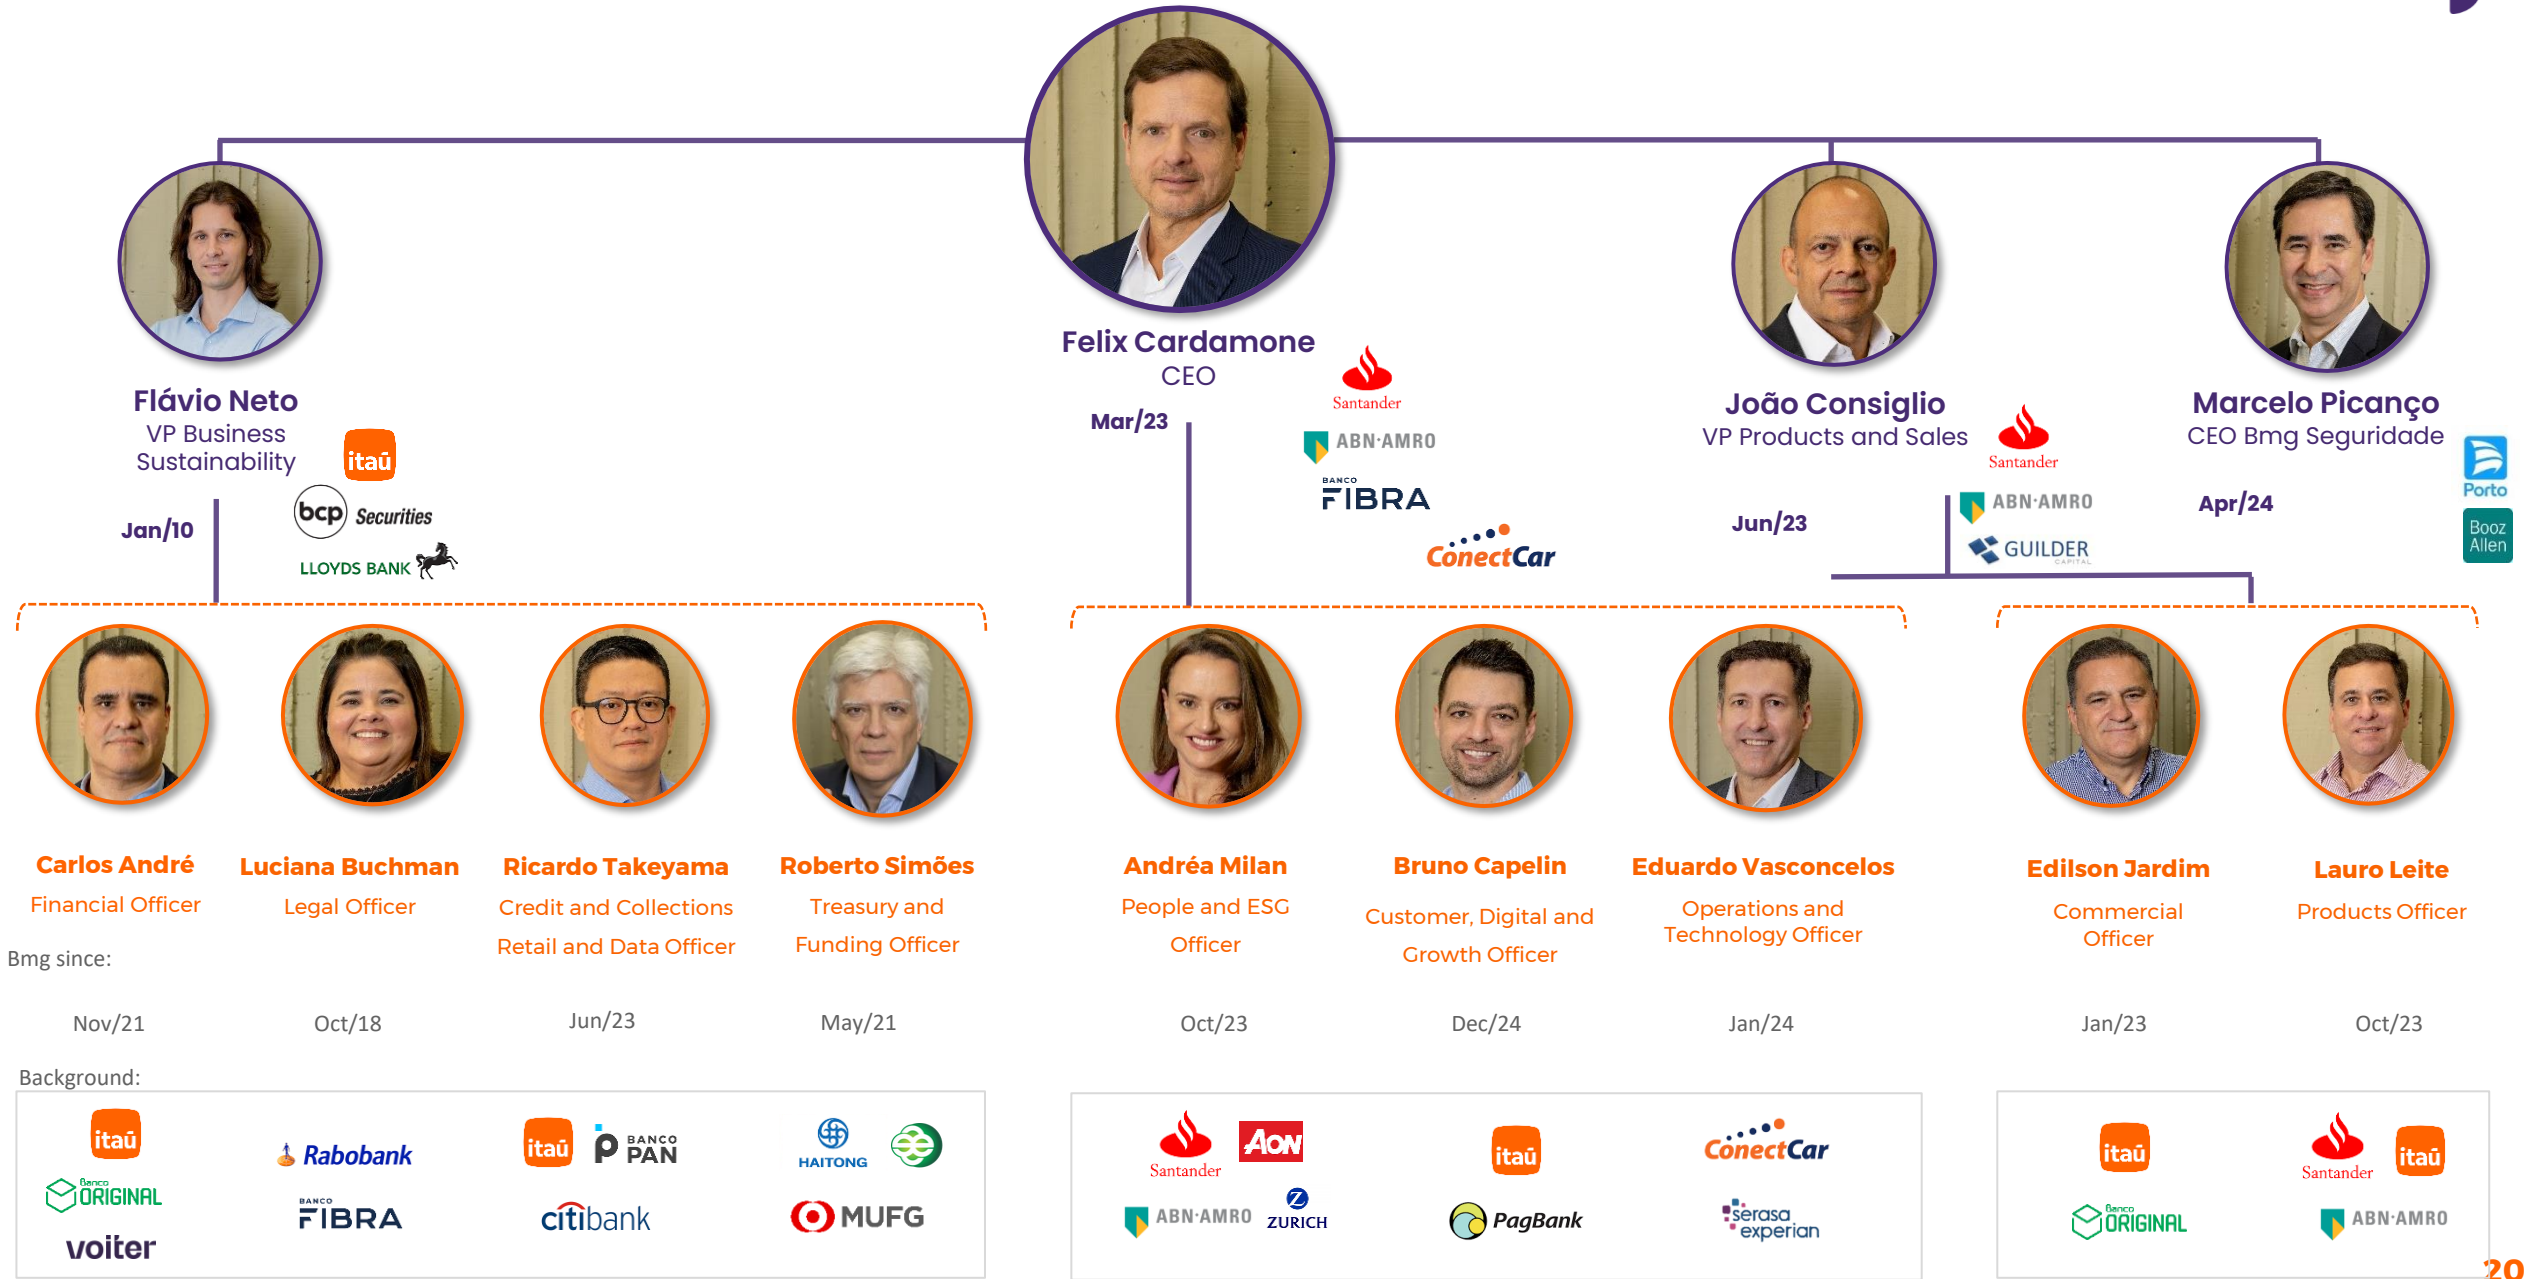 Felix Cardamone
CEO
Mar/23
Santander
ABN·AMRO
BANCO
FIBRA
ConectCar
Flávio Neto
VP Business
Sustainability
Jan/10
itaú
bcp Securities
LLOYDS BANK
João Consiglio
VP Products and Sales
Jun/23
Santander
ABN·AMRO
GUILDER
CAPITAL
Marcelo Picanço
CEO Bmg Seguridade
Apr/24
Porto
Booz
Allen
Carlos André
Financial Officer
Luciana Buchman
Legal Officer
Ricardo Takeyama
Credit and Collections
Retail and Data Officer
Roberto Simões
Treasury and
Funding Officer
Andréa Milan
People and ESG
Officer
Bruno Capelin
Customer, Digital and
Growth Officer
Eduardo Vasconcelos
Operations and
Technology Officer
Edilson Jardim
Commercial
Officer
Lauro Leite
Products Officer
Bmg since:
Nov/21
Oct/18
Jun/23
May/21
Oct/23
Dec/24
Jan/24
Jan/23
Oct/23
Background:
itaú
Banco
ORIGINAL
voiter
Rabobank
BANCO
FIBRA
itaú
BANCO
PAN
citibank
HAITONG
MUFG
Santander
AON
ABN·AMRO
ZURICH
itaú
PagBank
ConectCar
serasa
experian
itaú
Banco
ORIGINAL
Santander
itaú
ABN·AMRO
20